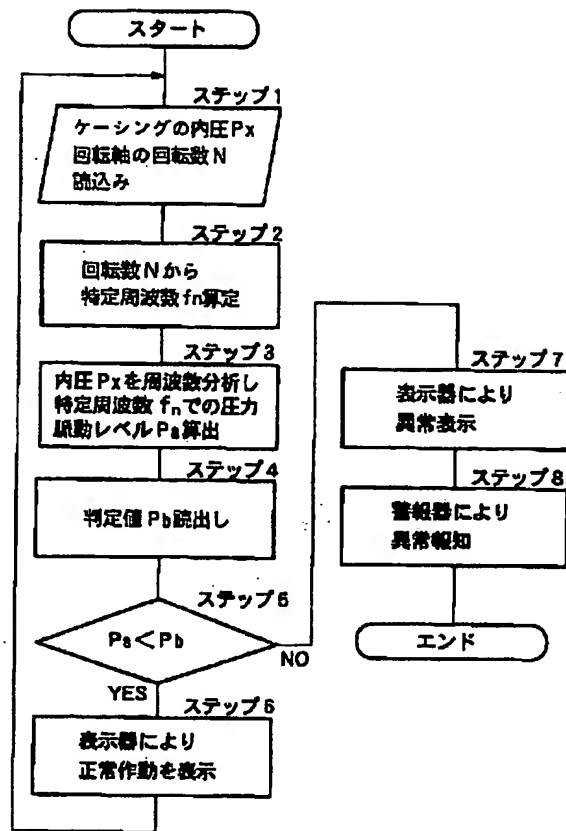 スタート
ステップ1
ケーシングの内圧Px
回転軸の回転数N
読込み
ステップ2
回転数Nから
特定周波数fn算定
ステップ3
内圧Pxを周波数分析し
特定周波数fnでの圧力
脈動レベルPa算出
ステップ4
判定値Pb読出し
ステップ5
Pa<Pb
NO
YES
ステップ6
表示器により
正常作動を表示
ステップ7
表示器により
異常表示
ステップ8
警報器により
異常報知
エンド